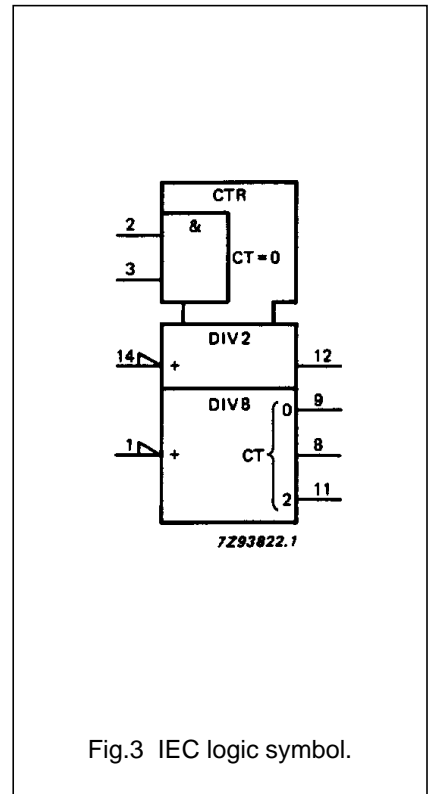 CTR
2
&
CT=0
3
DIV2
14
+
12
DIV8
0
9
1
+
CT
8
2
11
7Z93822.1
Fig.3 IEC logic symbol.